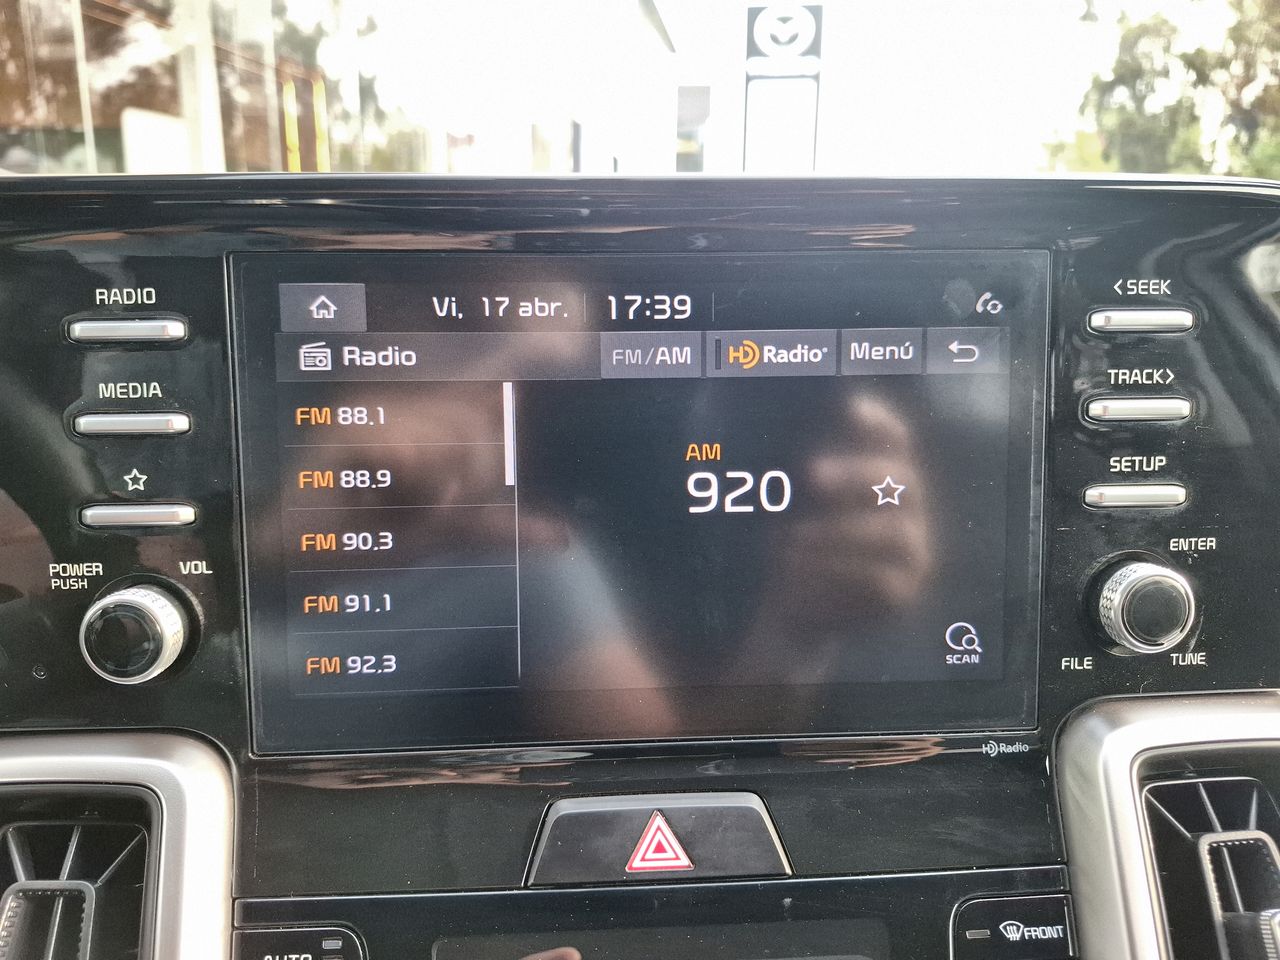 RADIO
MEDIA
POWER
PUSH
VOL
Vi, 17 abr.
17:39
Radio
FM/AM
HD Radio
Menú
FM 88.1
FM 88.9
FM 90.3
FM 91.1
FM 92.3
AM
920
SCAN
HD Radio
<SEEK
TRACK>
SETUP
ENTER
FILE
TUNE
AUTO
FRONT